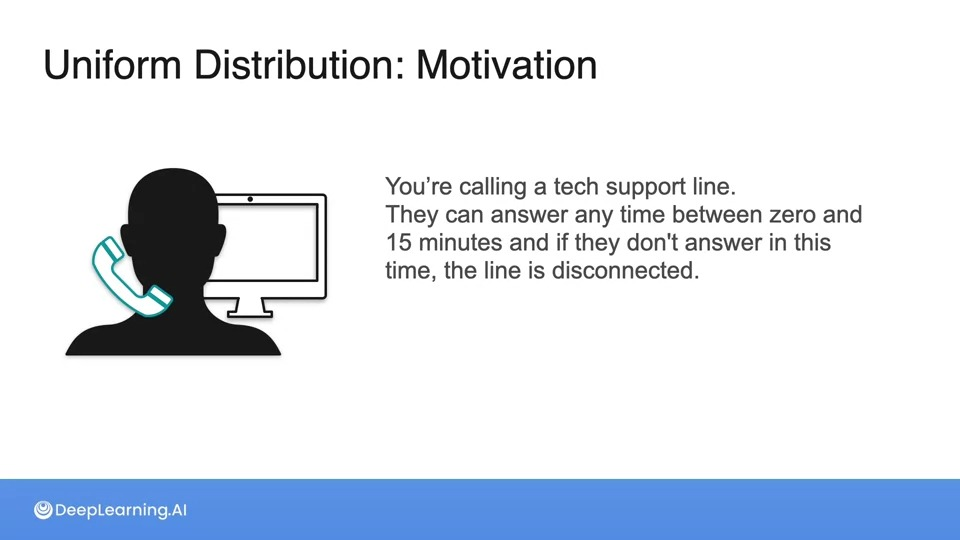 Uniform Distribution: Motivation
You’re calling a tech support line.
They can answer any time between zero and
15 minutes and if they don't answer in this
time, the line is disconnected.
DeepLearning.AI